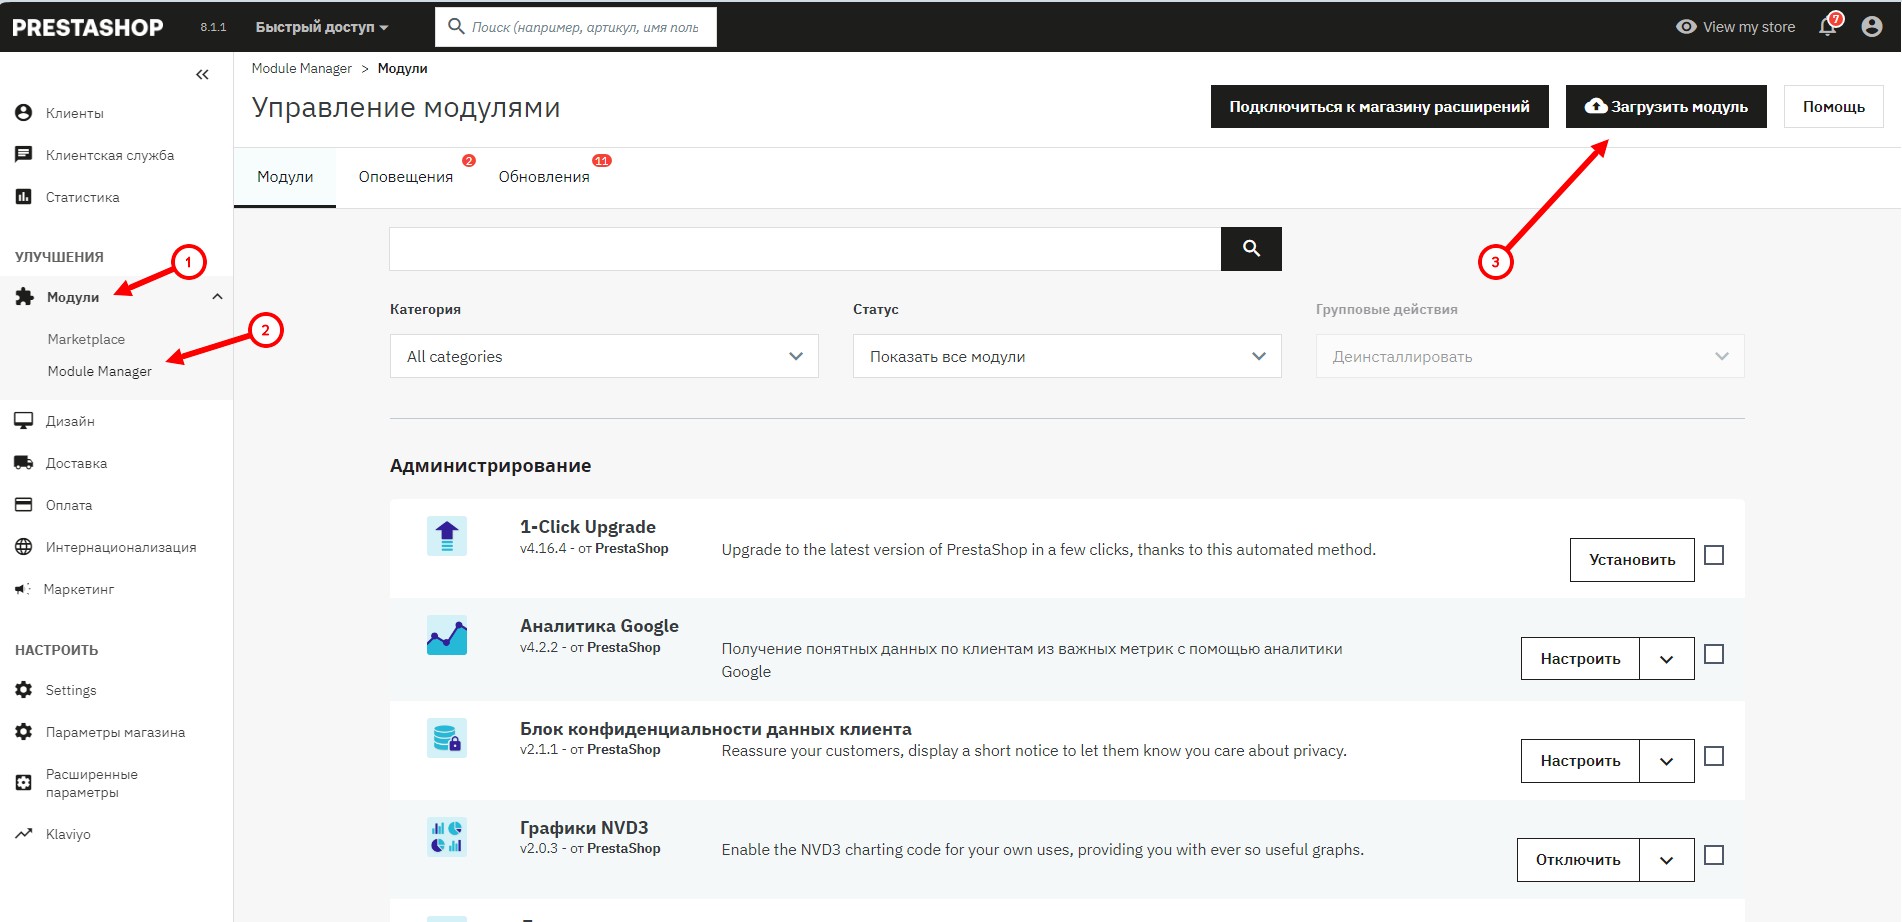 PRESTASHOP 8.1.1 Быстрый доступ Поиск (например, артикул, имя поль View my store 7
Клиенты
Клиентская служба
Статистика
УЛУЧШЕНИЯ
1
Модули
2
Marketplace
Module Manager
Дизайн
Доставка
Оплата
Интернационализация
Маркетинг
НАСТРОИТЬ
Settings
Параметры магазина
Расширенные
параметры
Klaviyo
Module Manager > Модули
Управление модулями
Подключиться к магазину расширений Загрузить модуль Помощь
Модули Оповещения 2 Обновления 11
3
Категория Статус Групповые действия
All categories Показать все модули Деинсталлировать
Администрирование
1-Click Upgrade
v4.16.4 - от PrestaShop
Upgrade to the latest version of PrestaShop in a few clicks, thanks to this automated method.
Установить
Аналитика Google
v4.2.2 - от PrestaShop
Получение понятных данных по клиентам из важных метрик с помощью аналитики
Google
Настроить
Блок конфиденциальности данных клиента
v2.1.1 - от PrestaShop
Reassure your customers, display a short notice to let them know you care about privacy.
Настроить
Графики NVD3
v2.0.3 - от PrestaShop
Enable the NVD3 charting code for your own uses, providing you with ever so useful graphs.
Отключить